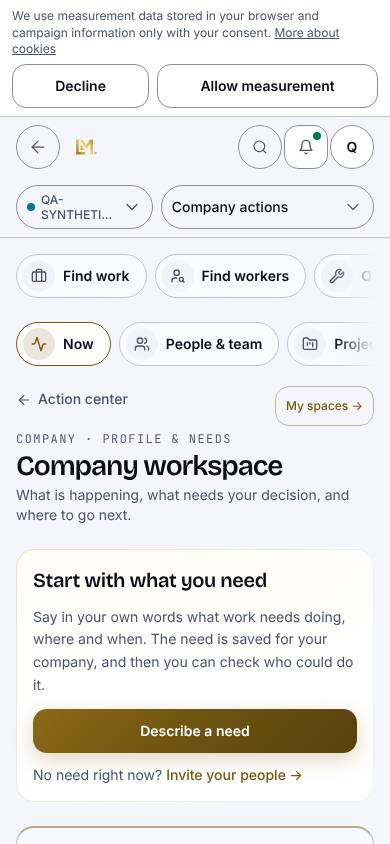 We use measurement data stored in your browser and
campaign information only with your consent. More about
cookies
Decline
Allow measurement
LM.
Q
QA-
SYNTHETI...
Company actions
Find work
Find workers
O
Now
People & team
Proje
Action center
My spaces →
COMPANY · PROFILE & NEEDS
Company workspace
What is happening, what needs your decision, and
where to go next.
Start with what you need
Say in your own words what work needs doing,
where and when. The need is saved for your
company, and then you can check who could do
it.
Describe a need
No need right now? Invite your people →